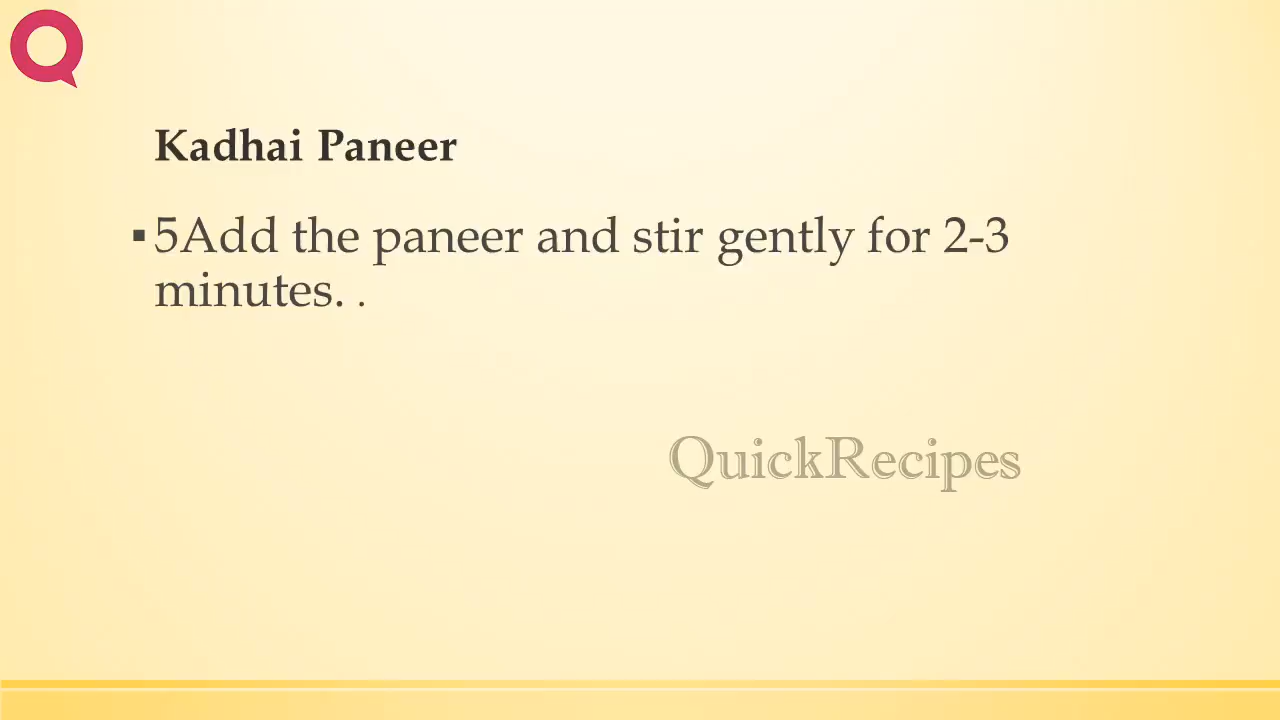 Kadhai Paneer
▪5Add the paneer and stir gently for 2-3
minutes. .
QuickRecipes